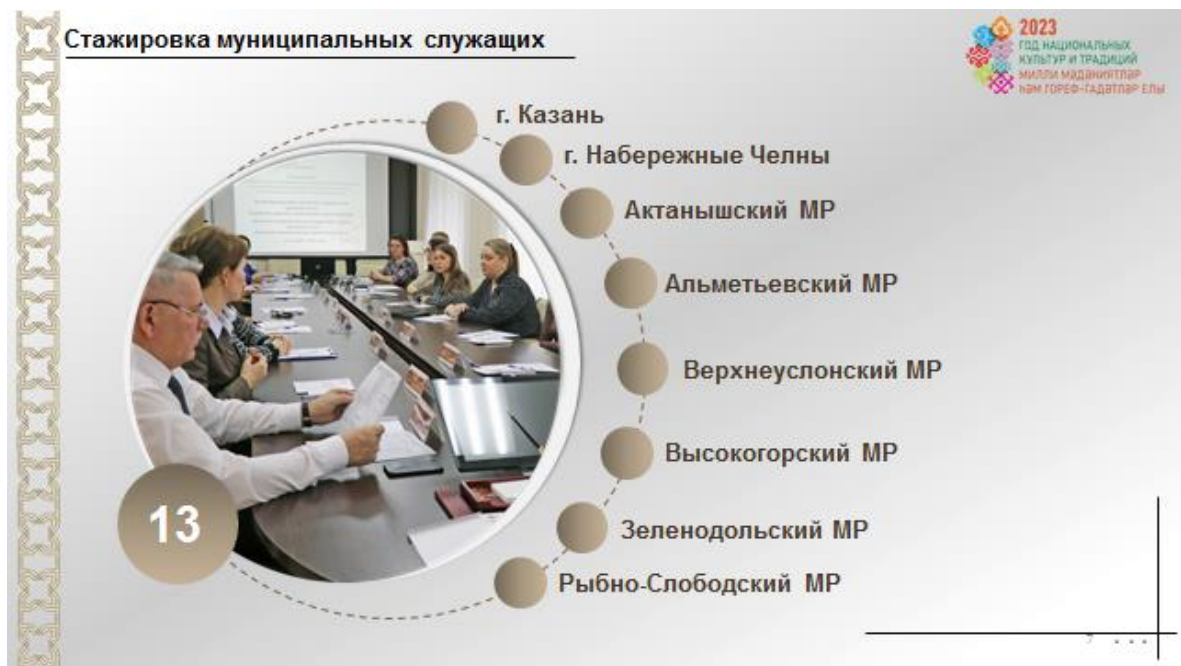 Стажировка муниципальных служащих
2023
ГОД НАЦИОНАЛЬНЫХ
КУЛЬТУР И ТРАДИЦИЙ
МИЛЛИ МӘДӘНИЯТЛӘР
ҺӘМ ГОРЕФ-ГАДӘТЛӘР ЕЛЫ
г. Казань
г. Набережные Челны
Актанышский МР
Альметьевский МР
Верхнеуслонский МР
Высокогорский МР
Зеленодольский МР
Рыбно-Слободский МР
13
7